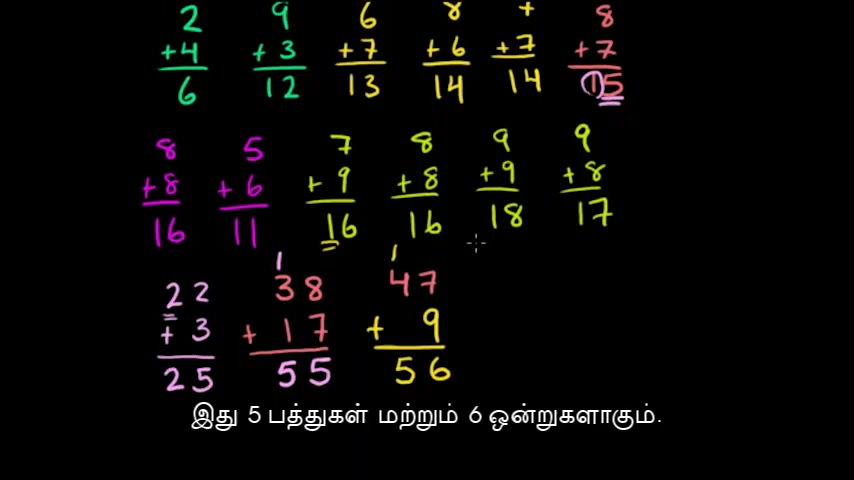 2 9 6 8 + 8
+4 +3 +7 +6 +7 +7
6 12 13 14 14 15
8 5 7 8 9 9
+8 +6 +9 +8 +9 +8
16 11 16 16 18 17
1 1
22 38 47
+3 +17 +9
25 55 56
இது 5 பத்துகள் மற்றும் 6 ஒன்றுகளாகும்.